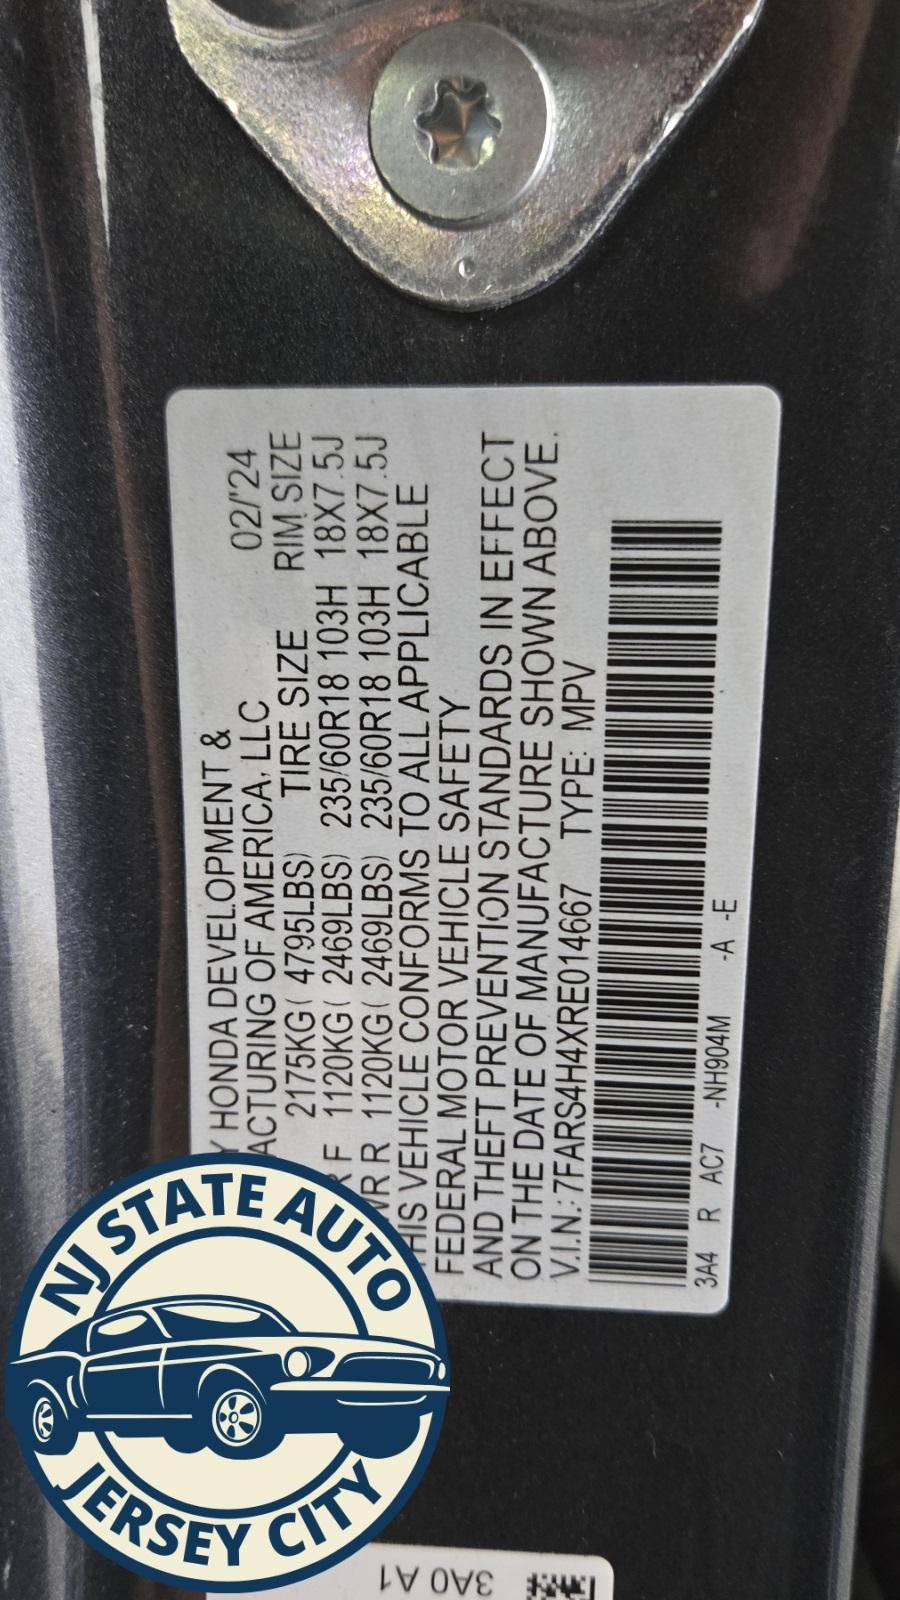 HONDA DEVELOPMENT &
ACTURING OF AMERICA, LLC 02/'24
2175KG( 4795LBS) TIRE SIZE RIM SIZE
R F 1120KG( 2469LBS) 235/60R18 103H 18X7.5J
WR R 1120KG( 2469LBS) 235/60R18 103H 18X7.5J
HIS VEHICLE CONFORMS TO ALL APPLICABLE
FEDERAL MOTOR VEHICLE SAFETY
AND THEFT PREVENTION STANDARDS IN EFFECT
ON THE DATE OF MANUFACTURE SHOWN ABOVE.
V.I.N.: 7FARS4H4XRE014667 TYPE: MPV
3A4 R AC7 -NH904M -A -E
NJ STATE AUTO
JERSEY CITY
3A0 A1